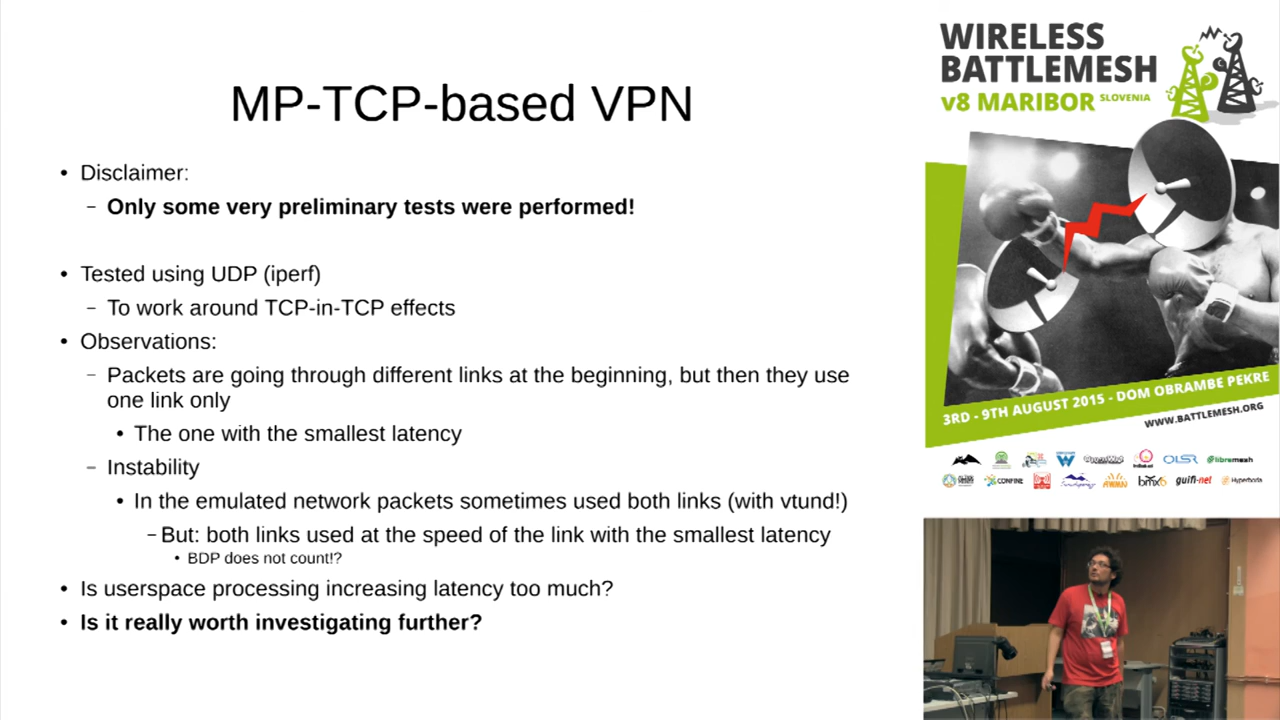 MP-TCP-based VPN
• Disclaimer:
– Only some very preliminary tests were performed!
• Tested using UDP (iperf)
– To work around TCP-in-TCP effects
• Observations:
– Packets are going through different links at the beginning, but then they use
one link only
• The one with the smallest latency
– Instability
• In the emulated network packets sometimes used both links (with vtund!)
– But: both links used at the speed of the link with the smallest latency
• BDP does not count!?
• Is userspace processing increasing latency too much?
• Is it really worth investigating further?
WIRELESS
BATTLEMESH
v8 MARIBOR SLOVENIA
3RD - 9TH AUGUST 2015 - DOM OBRAMBE PEKRE
WWW.BATTLEMESH.ORG
OLSR libremesh
CONFINE bmx6 guifi·net Hyperboria